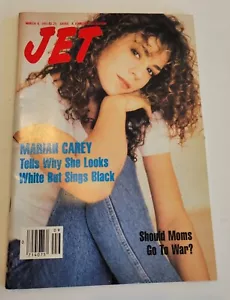 JET
MARIAH CAREY
Tells Why She Looks
White But Sings Black
Should Moms
Go To War?